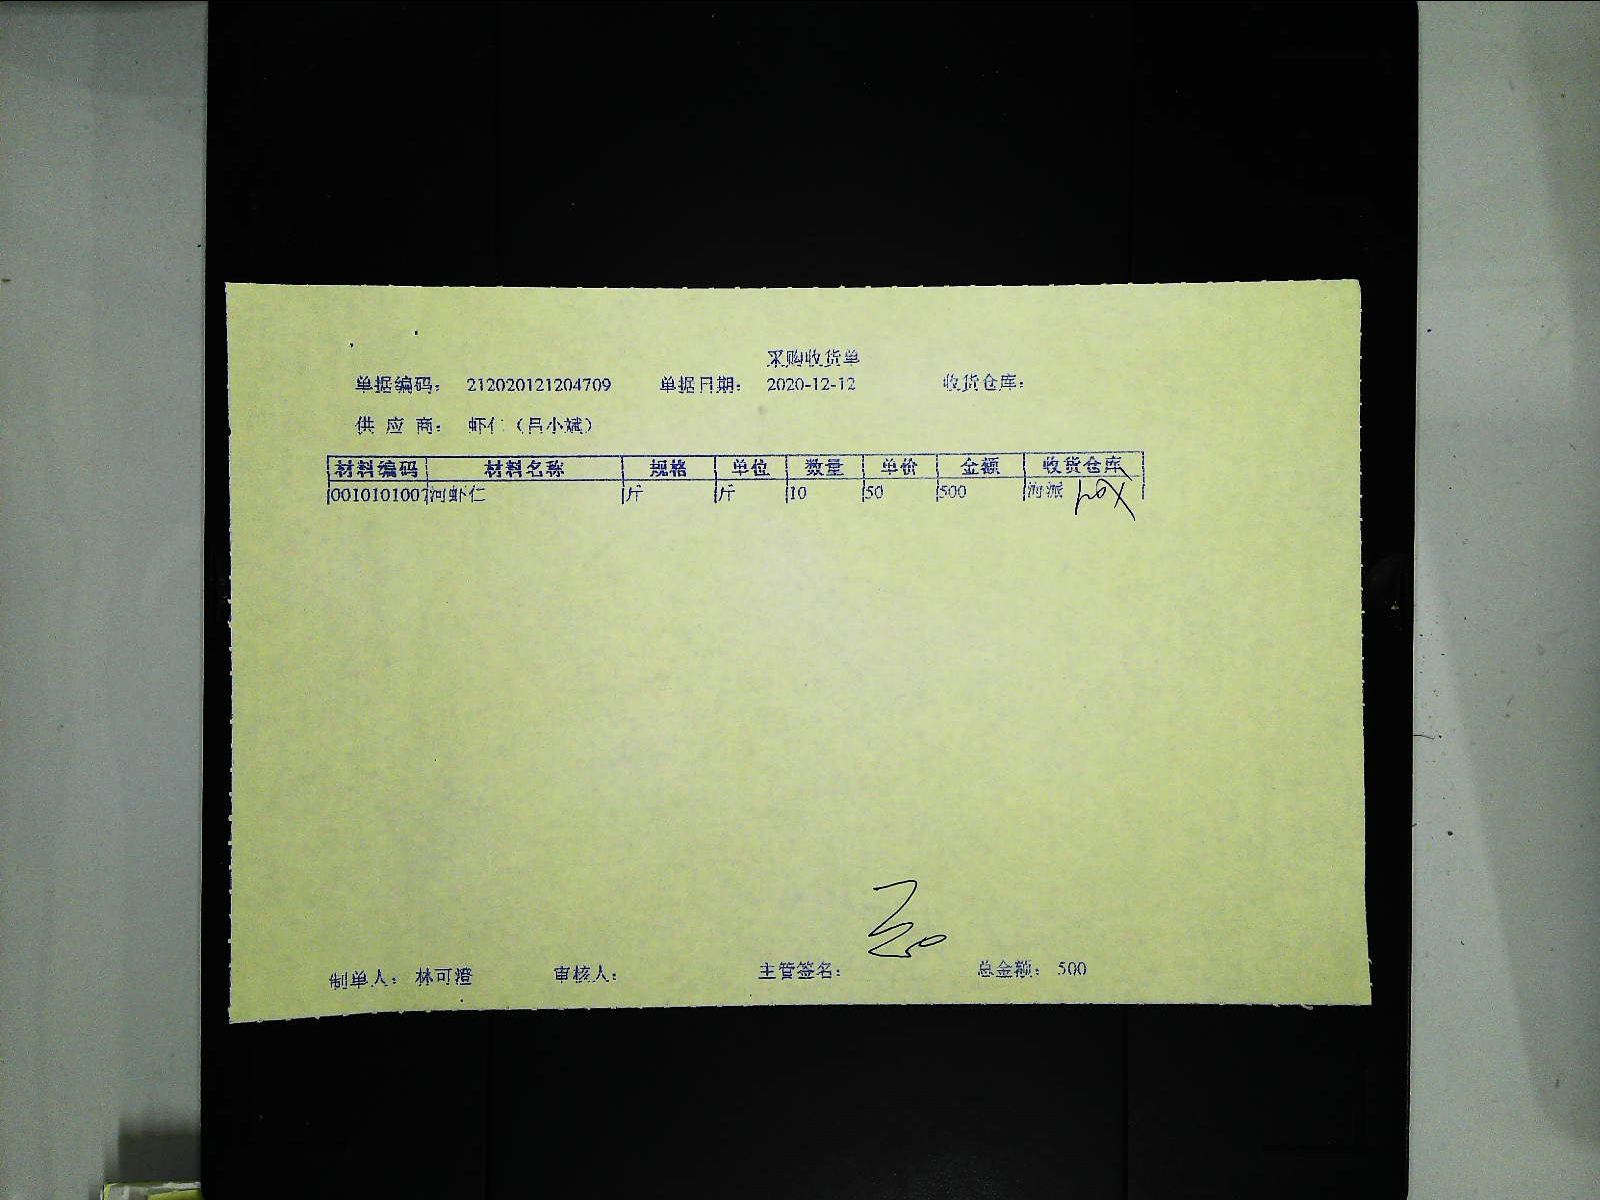 采购收货单
单据编码： 212020121204709 单据日期： 2020-12-12 收货仓库：
供 应 商： 虾仁（吕小斌）
材料编码 材料名称 规格 单位 数量 单价 金额 收货仓库
0010101007 河虾仁 斤 斤 10 50 500 海派
制单人： 林可澄 审核人： 主管签名： 总金额： 500